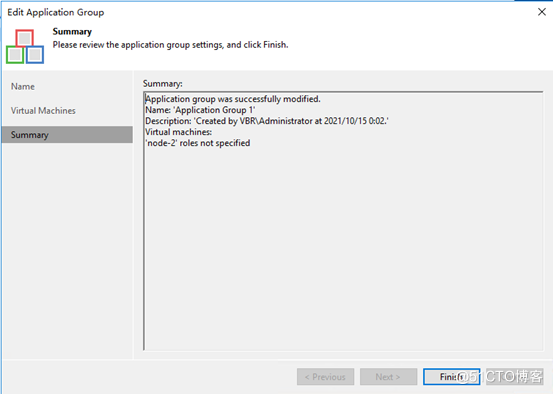 Edit Application Group
Summary
Please review the application group settings, and click Finish.
Name
Virtual Machines
Summary
Summary:
Application group was successfully modified.
Name: 'Application Group 1'
Description: 'Created by VBR\Administrator at 2021/10/15 0:02.'
Virtual machines:
'node-2' roles not specified
< Previous
Next >
Finish
@51CTO博客